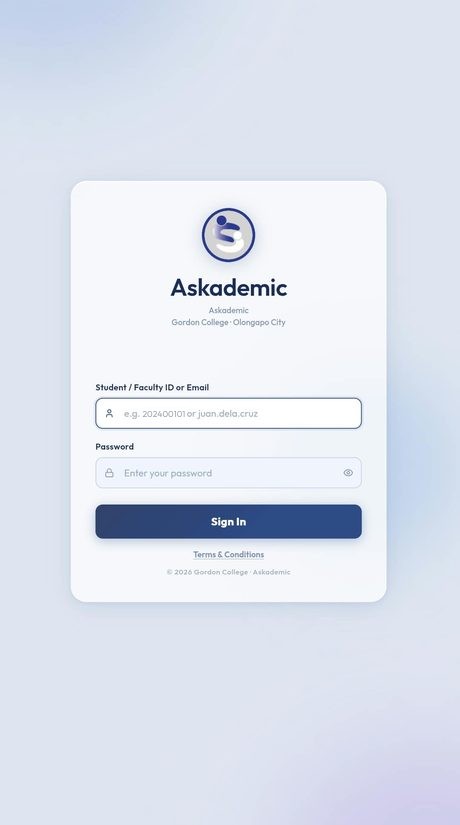 Askademic
Askademic
Gordon College · Olongapo City
Student / Faculty ID or Email
e.g. 202400101 or juan.dela.cruz
Password
Enter your password
Sign In
Terms & Conditions
© 2026 Gordon College · Askademic